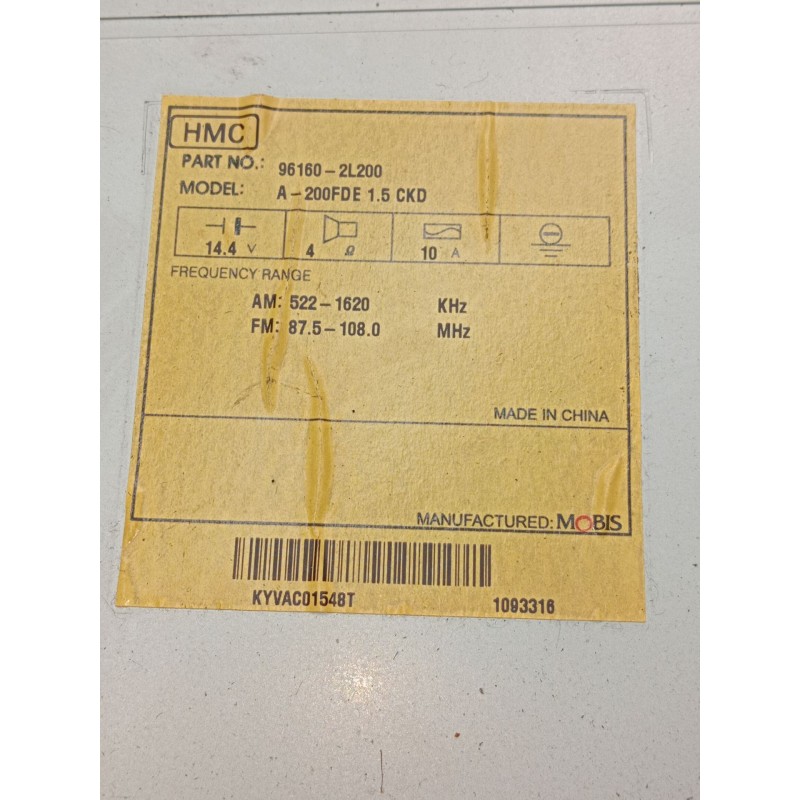 HMC
PART NO.: 96160-2L200
MODEL: A-200FDE 1.5 CKD
14.4 V 4 Ω 10 A
FREQUENCY RANGE
AM: 522-1620 KHz
FM: 87.5-108.0 MHz
MADE IN CHINA
MANUFACTURED: MOBIS
KYVAC01548T 1093316